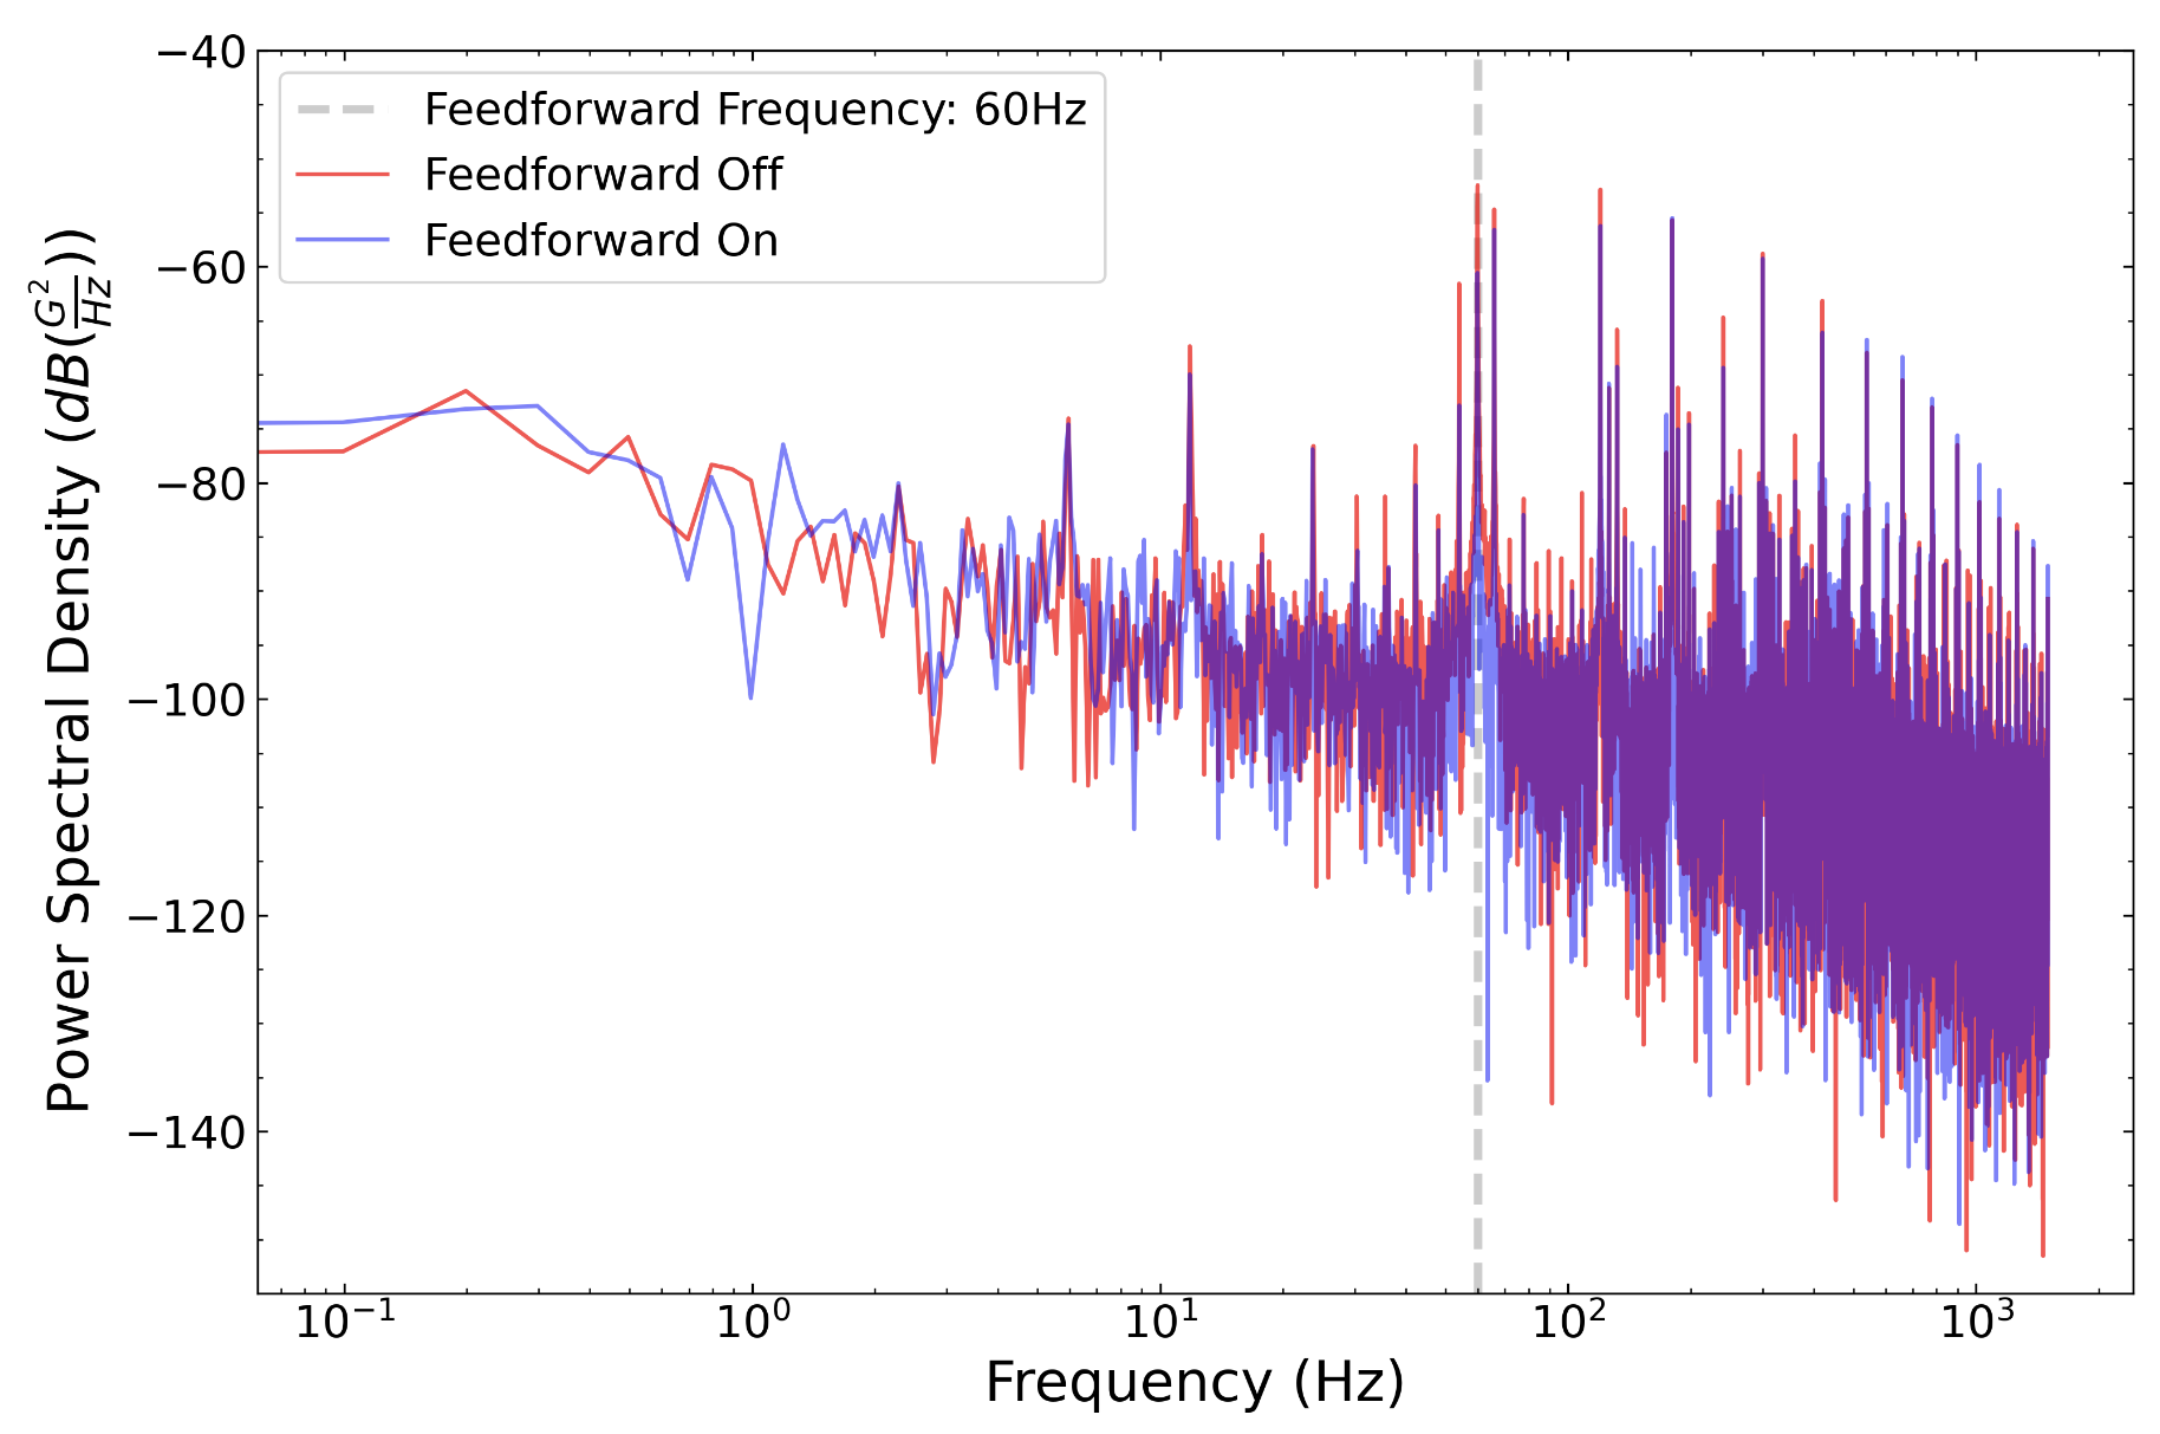 −40
−60
−80
−100
−120
−140
Power Spectral Density (dB(G²/Hz))
Feedforward Frequency: 60Hz
Feedforward Off
Feedforward On
10⁻¹ 10⁰ 10¹ 10² 10³
Frequency (Hz)